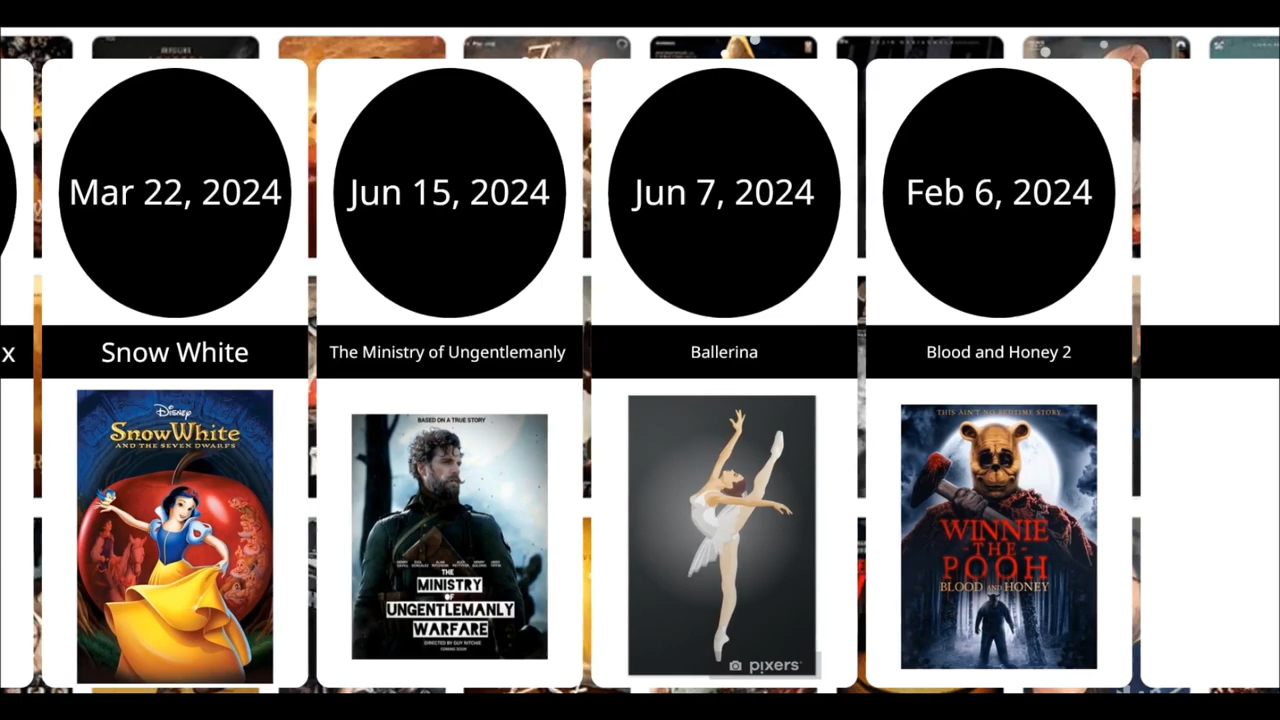 Mar 22, 2024
Jun 15, 2024
Jun 7, 2024
Feb 6, 2024
x
Snow White
The Ministry of Ungentlemanly
Ballerina
Blood and Honey 2
Disney
SNOW WHITE
AND THE SEVEN DWARFS
BASED ON A TRUE STORY
THE
MINISTRY
OF
UNGENTLEMANLY
WARFARE
DIRECTED BY GUY RITCHIE
COMING SOON
pixers
THIS AIN'T NO BEDTIME STORY
WINNIE
-THE-
POOH
BLOOD AND HONEY